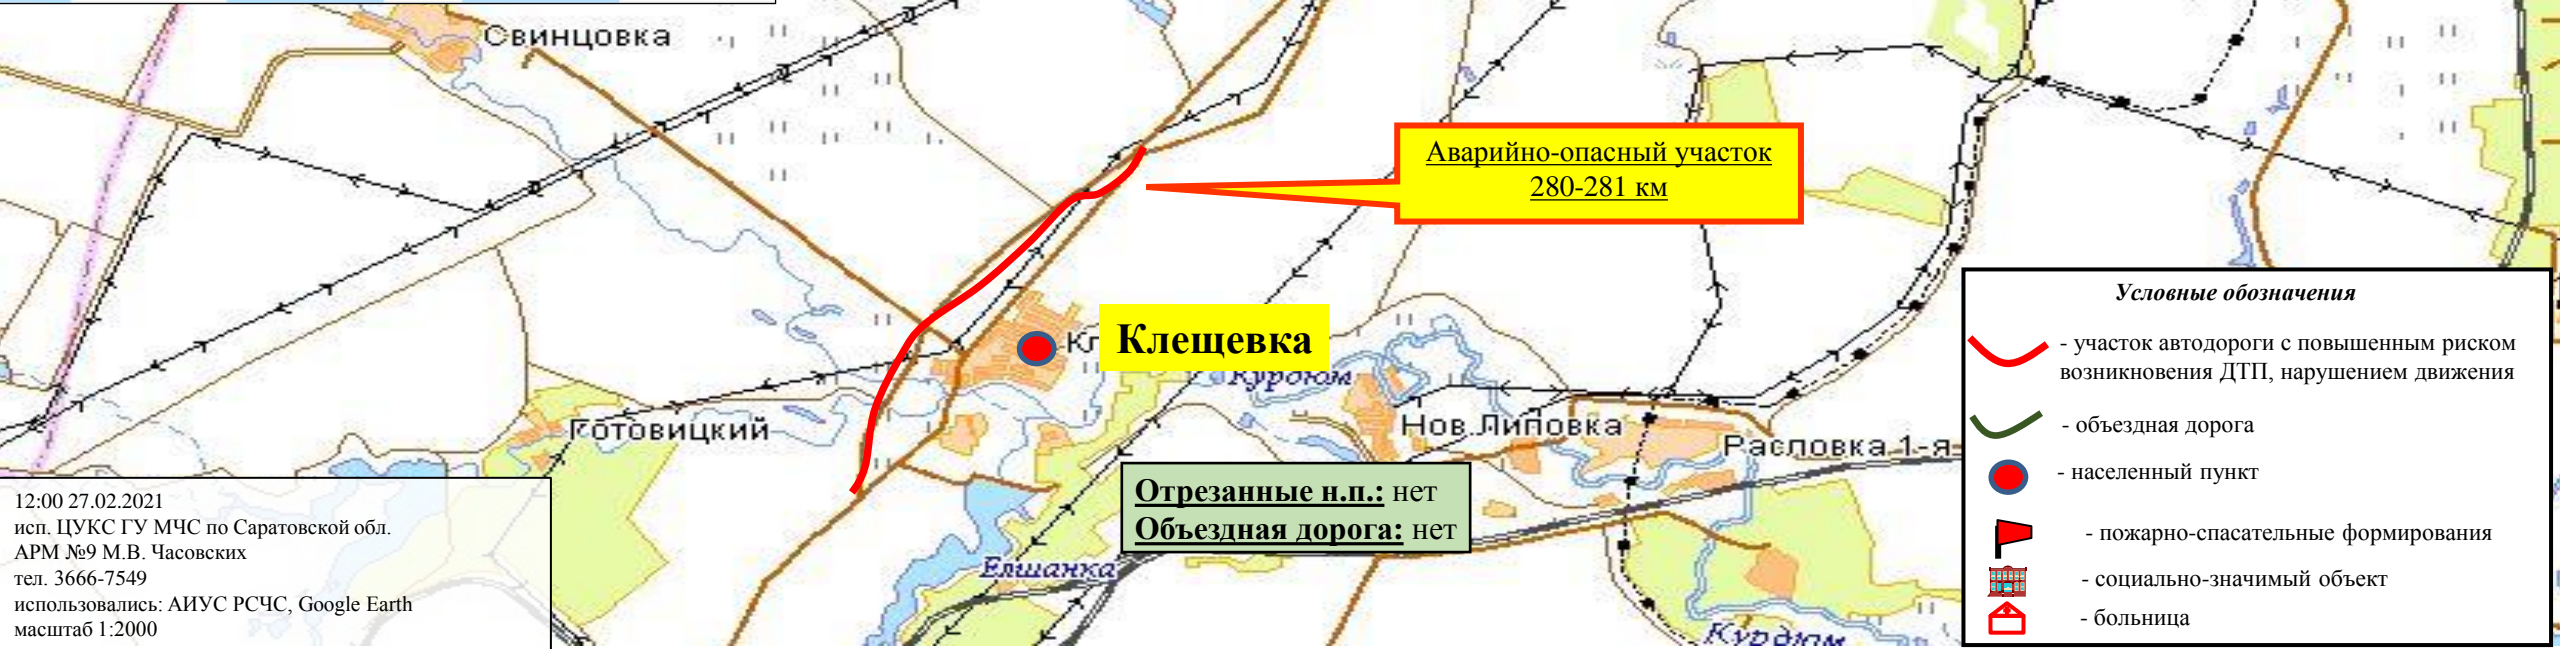 Свинцовка
Аварийно-опасный участок
280-281 км
Клещевка
Курдюм
Готовицкий
Нов.Липовка
Расловка 1-я
Отрезанные н.п.: нет
Объездная дорога: нет
Елшанка
Курдюм
12:00 27.02.2021
исп. ЦУКС ГУ МЧС по Саратовской обл.
АРМ №9 М.В. Часовских
тел. 3666-7549
использовались: АИУС РСЧС, Google Earth
масштаб 1:2000
Условные обозначения
- участок автодороги с повышенным риском
возникновения ДТП, нарушением движения
- объездная дорога
- населенный пункт
- пожарно-спасательные формирования
- социально-значимый объект
- больница